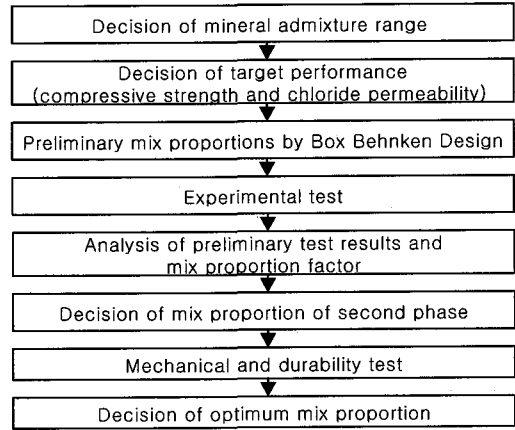 Decision of mineral admixture range
Decision of target performance
(compressive strength and chloride permeability)
Preliminary mix proportions by Box Behnken Design
Experimental test
Analysis of preliminary test results and
mix proportion factor
Decision of mix proportion of second phase
Mechanical and durability test
Decision of optimum mix proportion